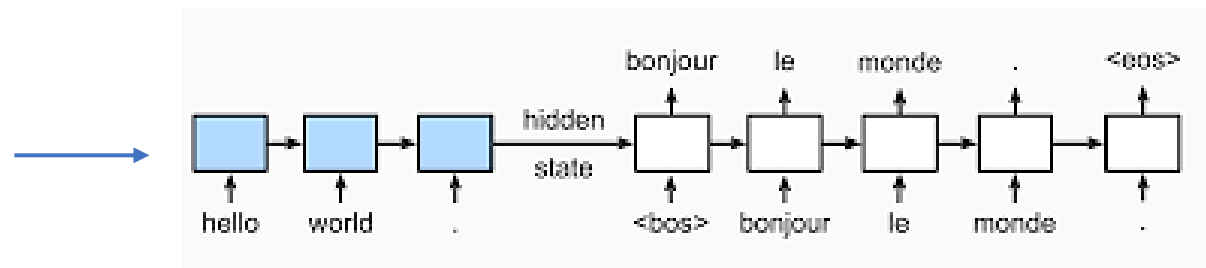 bonjour le monde . <eos>
hidden
state
hello world . <bos> bonjour le monde .